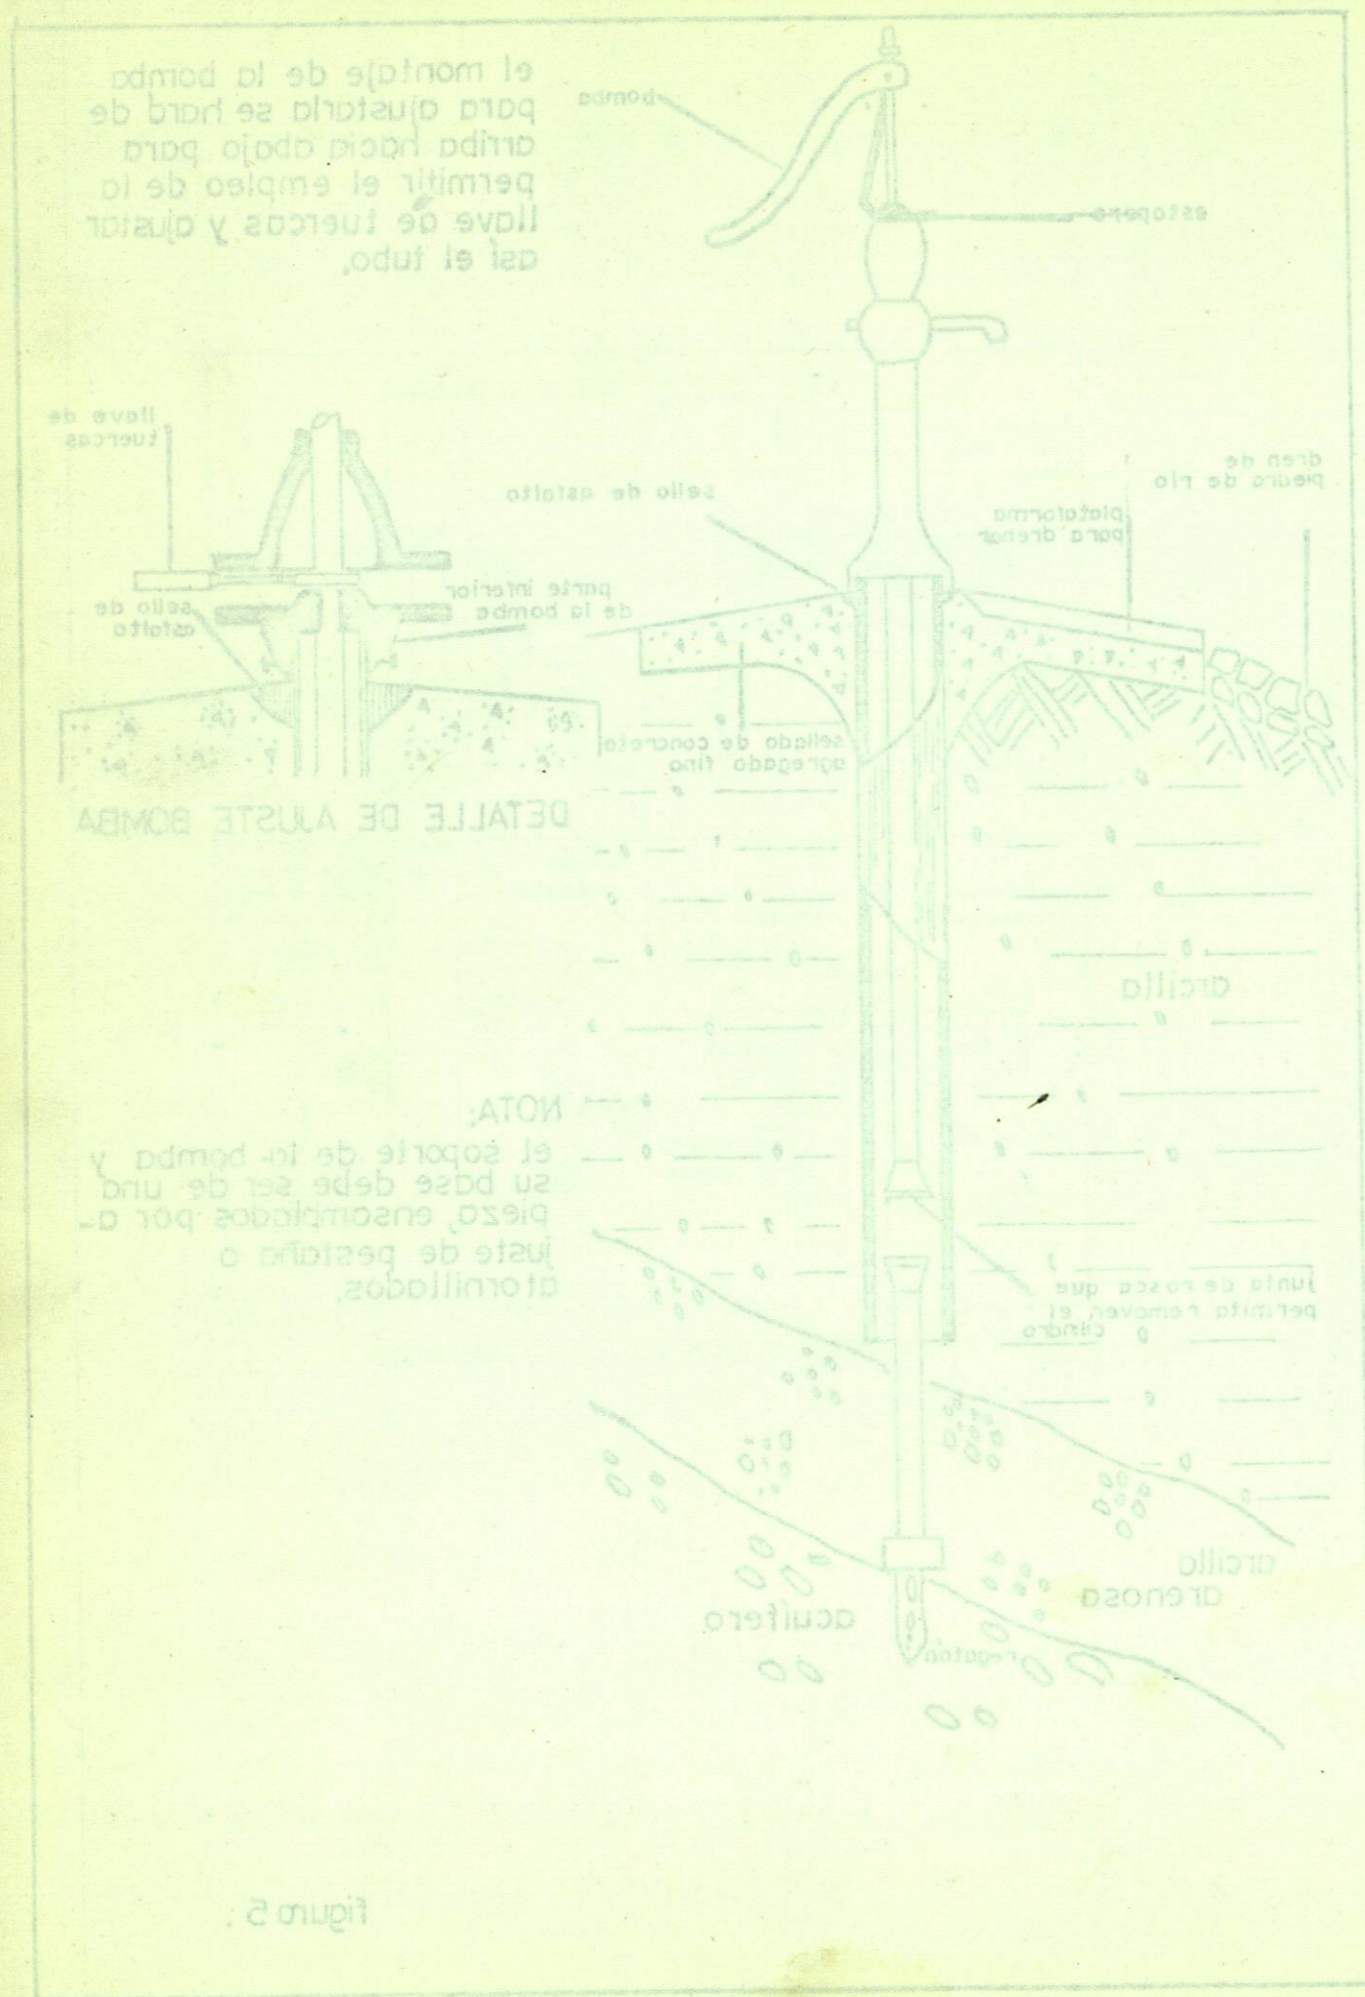 el montaje de la bomba
para ajustarla se hará de
arriba hacia abajo para
permitir el empleo de la
llave de tuercas y ajustar
así el tubo.
bomba
estopero
llave de
tuercas
sello de
asfalto
parte inferior
de la bomba
DETALLE DE AJUSTE BOMBA
sello de asfalto
plataforma
para drenar
dren de
piedra de rio
sellado de concreto
agregado fino
arcilla
NOTA:
el soporte de la bomba y
su base debe ser de una
pieza, ensamplados por a-
juste de pestaña o
atornillados.
junta de rosca que
permita remover el
cilindro
arcilla
arenosa
acuífero
regatón
figura 5.